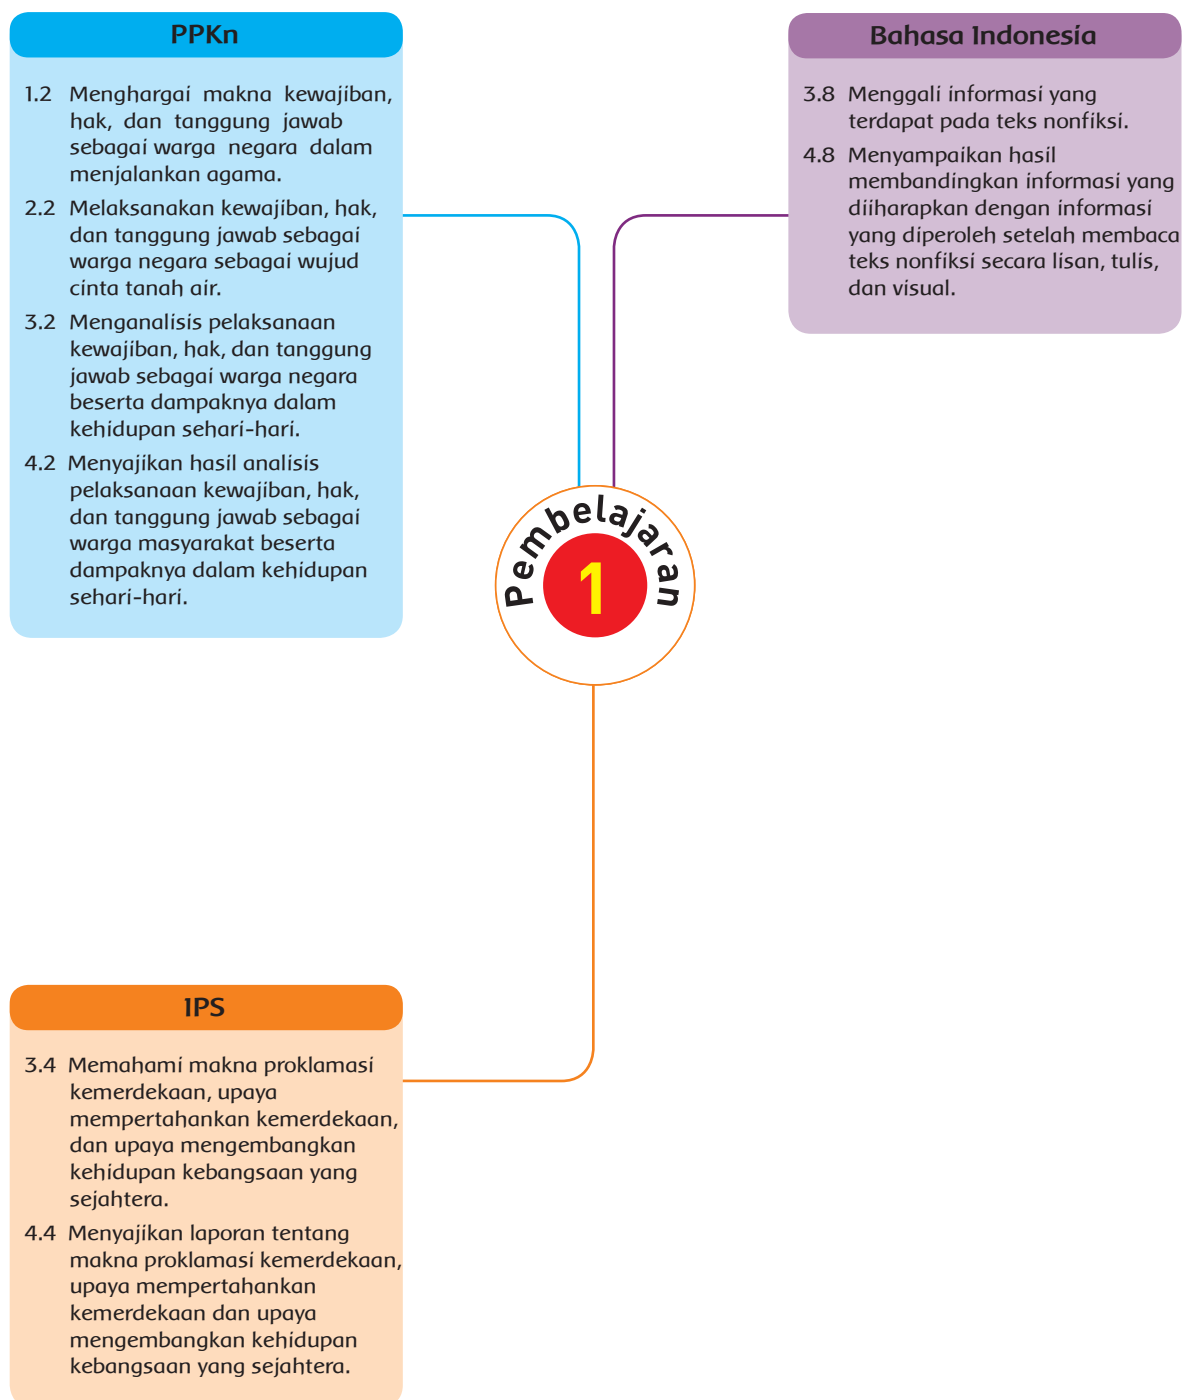 PPKn
1.2 Menghargai makna kewajiban,
hak, dan tanggung jawab
sebagai warga negara dalam
menjalankan agama.
2.2 Melaksanakan kewajiban, hak,
dan tanggung jawab sebagai
warga negara sebagai wujud
cinta tanah air.
3.2 Menganalisis pelaksanaan
kewajiban, hak, dan tanggung
jawab sebagai warga negara
beserta dampaknya dalam
kehidupan sehari-hari.
4.2 Menyajikan hasil analisis
pelaksanaan kewajiban, hak,
dan tanggung jawab sebagai
warga masyarakat beserta
dampaknya dalam kehidupan
sehari-hari.
Bahasa Indonesia
3.8 Menggali informasi yang
terdapat pada teks nonfiksi.
4.8 Menyampaikan hasil
membandingkan informasi yang
diiharapkan dengan informasi
yang diperoleh setelah membaca
teks nonfiksi secara lisan, tulis,
dan visual.
Pembelajaran
1
IPS
3.4 Memahami makna proklamasi
kemerdekaan, upaya
mempertahankan kemerdekaan,
dan upaya mengembangkan
kehidupan kebangsaan yang
sejahtera.
4.4 Menyajikan laporan tentang
makna proklamasi kemerdekaan,
upaya mempertahankan
kemerdekaan dan upaya
mengembangkan kehidupan
kebangsaan yang sejahtera.